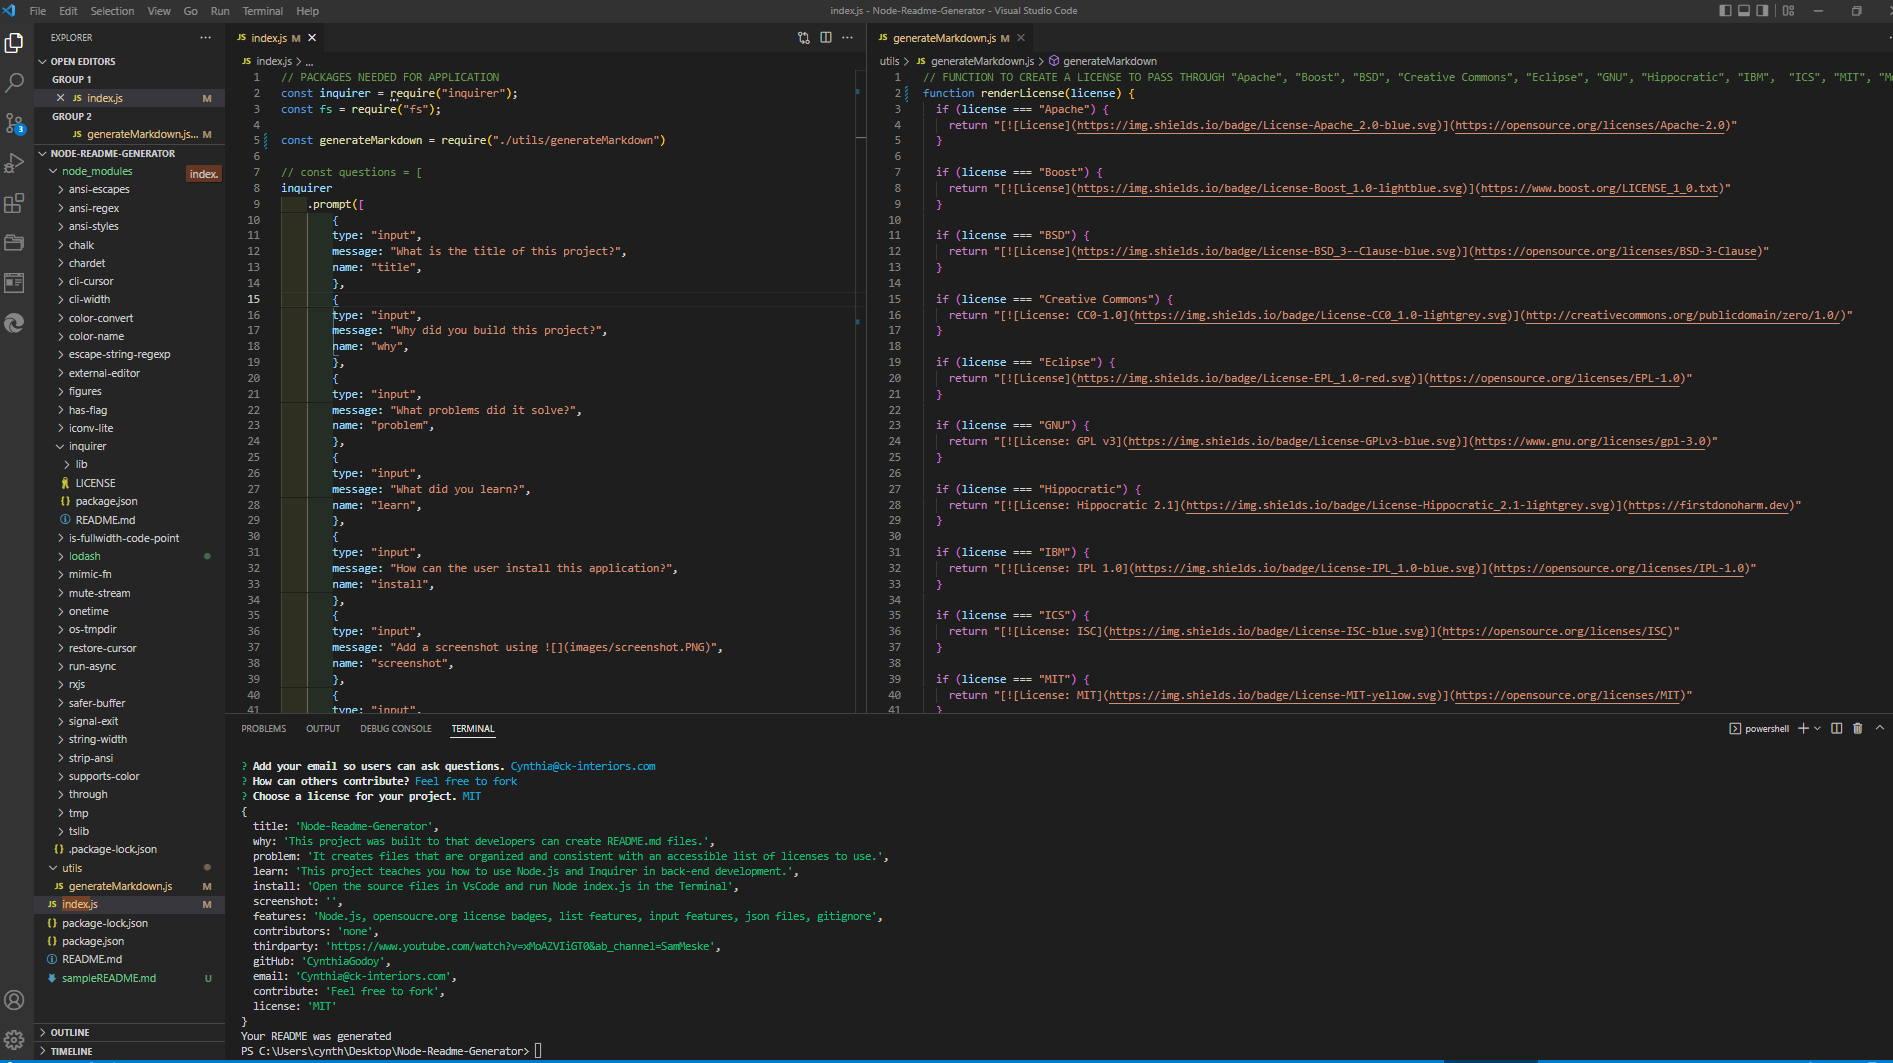 File Edit Selection View Go Run Terminal Help
index.js - Node-Readme-Generator - Visual Studio Code
EXPLORER
OPEN EDITORS
GROUP 1
JS index.js M
GROUP 2
JS generateMarkdown.js... M
NODE-README-GENERATOR
node_modules
index.
ansi-escapes
ansi-regex
ansi-styles
chalk
chardet
cli-cursor
cli-width
color-convert
color-name
escape-string-regexp
external-editor
figures
has-flag
iconv-lite
inquirer
lib
LICENSE
package.json
README.md
is-fullwidth-code-point
lodash
mimic-fn
mute-stream
onetime
os-tmpdir
restore-cursor
run-async
rxjs
safer-buffer
signal-exit
string-width
strip-ansi
supports-color
through
tmp
tslib
{} .package-lock.json
utils
JS generateMarkdown.js M
JS index.js M
{} package-lock.json
{} package.json
README.md
sampleREADME.md U
OUTLINE
TIMELINE
3
JS index.js M
JS index.js > ...
1 // PACKAGES NEEDED FOR APPLICATION
2 const inquirer = require("inquirer");
3 const fs = require("fs");
4
5 const generateMarkdown = require("./utils/generateMarkdown")
6
7 // const questions = [
8 inquirer
9 .prompt([
10 {
11 type: "input",
12 message: "What is the title of this project?",
13 name: "title",
14 },
15 {
16 type: "input",
17 message: "Why did you build this project?",
18 name: "why",
19 },
20 {
21 type: "input",
22 message: "What problems did it solve?",
23 name: "problem",
24 },
25 {
26 type: "input",
27 message: "What did you learn?",
28 name: "learn",
29 },
30 {
31 type: "input",
32 message: "How can the user install this application?",
33 name: "install",
34 },
35 {
36 type: "input",
37 message: "Add a screenshot using ![](images/screenshot.PNG)",
38 name: "screenshot",
39 },
40 {
41 type: "input",
JS generateMarkdown.js M
utils > JS generateMarkdown.js > generateMarkdown
1 // FUNCTION TO CREATE A LICENSE TO PASS THROUGH "Apache", "Boost", "BSD", "Creative Commons", "Eclipse", "GNU", "Hippocratic", "IBM", "ICS", "MIT",
2 function renderLicense(license) {
3 if (license === "Apache") {
4 return "[![License](https://img.shields.io/badge/License-Apache_2.0-blue.svg)](https://opensource.org/licenses/Apache-2.0)"
5 }
6
7 if (license === "Boost") {
8 return "[![License](https://img.shields.io/badge/License-Boost_1.0-lightblue.svg)](https://www.boost.org/LICENSE_1_0.txt)"
9 }
10
11 if (license === "BSD") {
12 return "[![License](https://img.shields.io/badge/License-BSD_3--Clause-blue.svg)](https://opensource.org/licenses/BSD-3-Clause)"
13 }
14
15 if (license === "Creative Commons") {
16 return "[![License: CC0-1.0](https://img.shields.io/badge/License-CC0_1.0-lightgrey.svg)](http://creativecommons.org/publicdomain/zero/1.0/)"
17 }
18
19 if (license === "Eclipse") {
20 return "[![License](https://img.shields.io/badge/License-EPL_1.0-red.svg)](https://opensource.org/licenses/EPL-1.0)"
21 }
22
23 if (license === "GNU") {
24 return "[![License: GPL v3](https://img.shields.io/badge/License-GPLv3-blue.svg)](https://www.gnu.org/licenses/gpl-3.0)"
25 }
26
27 if (license === "Hippocratic") {
28 return "[![License: Hippocratic 2.1](https://img.shields.io/badge/License-Hippocratic_2.1-lightgrey.svg)](https://firstdonoharm.dev)"
29 }
30
31 if (license === "IBM") {
32 return "[![License: IPL 1.0](https://img.shields.io/badge/License-IPL_1.0-blue.svg)](https://opensource.org/licenses/IPL-1.0)"
33 }
34
35 if (license === "ICS") {
36 return "[![License: ISC](https://img.shields.io/badge/License-ISC-blue.svg)](https://opensource.org/licenses/ISC)"
37 }
38
39 if (license === "MIT") {
40 return "[![License: MIT](https://img.shields.io/badge/License-MIT-yellow.svg)](https://opensource.org/licenses/MIT)"
41 }
PROBLEMS OUTPUT DEBUG CONSOLE TERMINAL
powershell
? Add your email so users can ask questions. Cynthia@ck-interiors.com
? How can others contribute? Feel free to fork
? Choose a license for your project. MIT
{
title: 'Node-Readme-Generator',
why: 'This project was built to that developers can create README.md files.',
problem: 'It creates files that are organized and consistent with an accessible list of licenses to use.',
learn: 'This project teaches you how to use Node.js and Inquirer in back-end development.',
install: 'Open the source files in VsCode and run Node index.js in the Terminal',
screenshot: '',
features: 'Node.js, opensoucre.org license badges, list features, input features, json files, gitignore',
contributors: 'none',
thirdparty: 'https://www.youtube.com/watch?v=xMoAZVIiGT0&ab_channel=SamMeske',
gitHub: 'CynthiaGodoy',
email: 'Cynthia@ck-interiors.com',
contribute: 'Feel free to fork',
license: 'MIT'
}
Your README was generated
PS C:\Users\cynth\Desktop\Node-Readme-Generator>